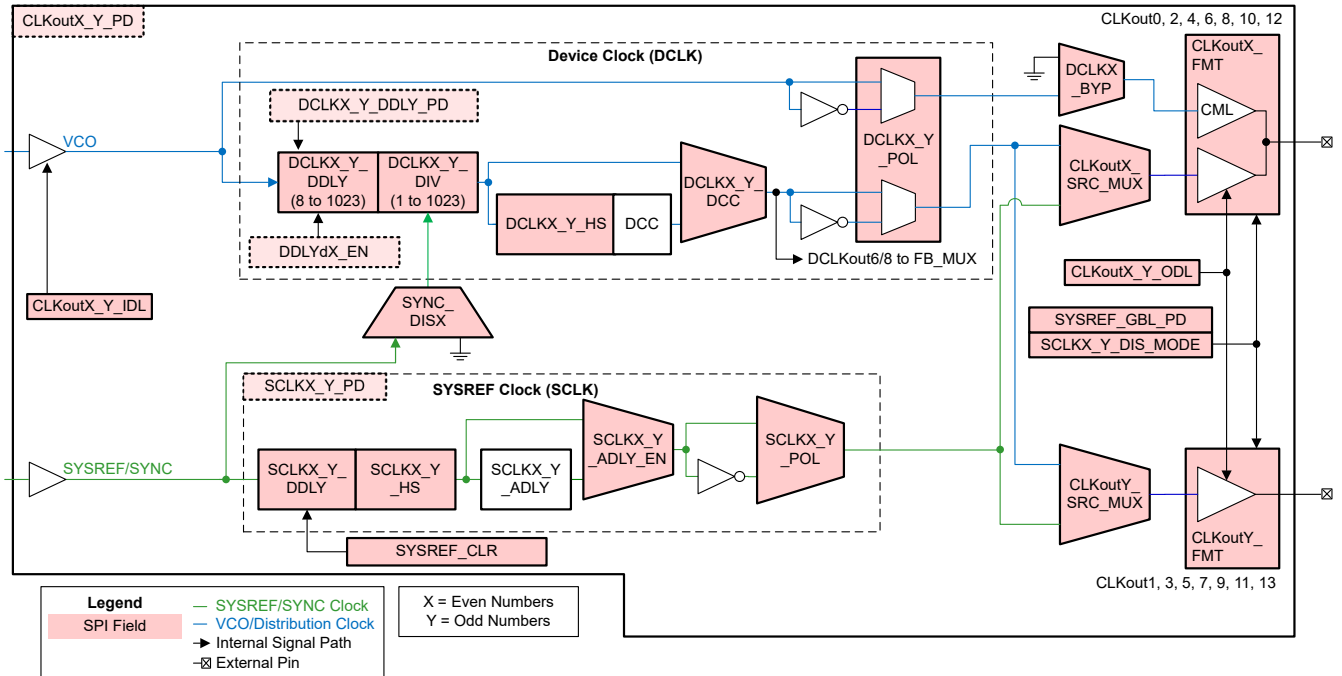 CLKoutX_Y_PD
CLKout0, 2, 4, 6, 8, 10, 12
Device Clock (DCLK)
CLKoutX_
FMT
DCLKX
_BYP
DCLKX_Y_DDLY_PD
CML
VCO
DCLKX_Y
_POL
DCLKX_Y_
DDLY
(8 to 1023)
DCLKX_Y_
DIV
(1 to 1023)
DCLKX_Y_
DCC
CLKoutX_
SRC_MUX
DCLKX_Y_HS
DCC
DDLYdX_EN
DCLKout6/8 to FB_MUX
CLKoutX_Y_ODL
CLKoutX_Y_IDL
SYNC_
DISX
SYSREF_GBL_PD
SCLKX_Y_DIS_MODE
SCLKX_Y_PD
SYSREF Clock (SCLK)
SYSREF/SYNC
SCLKX_Y_
DDLY
SCLKX_Y
_HS
SCLKX_Y
_ADLY
SCLKX_Y
_ADLY_EN
SCLKX_Y
_POL
CLKoutY_
SRC_MUX
CLKoutY_
FMT
SYSREF_CLR
CLKout1, 3, 5, 7, 9, 11, 13
Legend
SPI Field
SYSREF/SYNC Clock
VCO/Distribution Clock
Internal Signal Path
External Pin
X = Even Numbers
Y = Odd Numbers